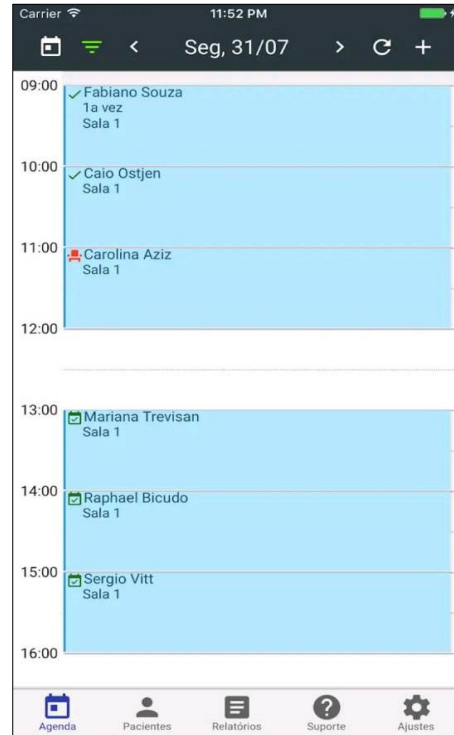 Carrier 11:52 PM
Seg, 31/07
09:00 Fabiano Souza
1a vez
Sala 1
10:00 Caio Ostjen
Sala 1
11:00 Carolina Aziz
Sala 1
12:00
13:00 Mariana Trevisan
Sala 1
14:00 Raphael Bicudo
Sala 1
15:00 Sergio Vitt
Sala 1
16:00
Agenda Pacientes Relatórios Suporte Ajustes